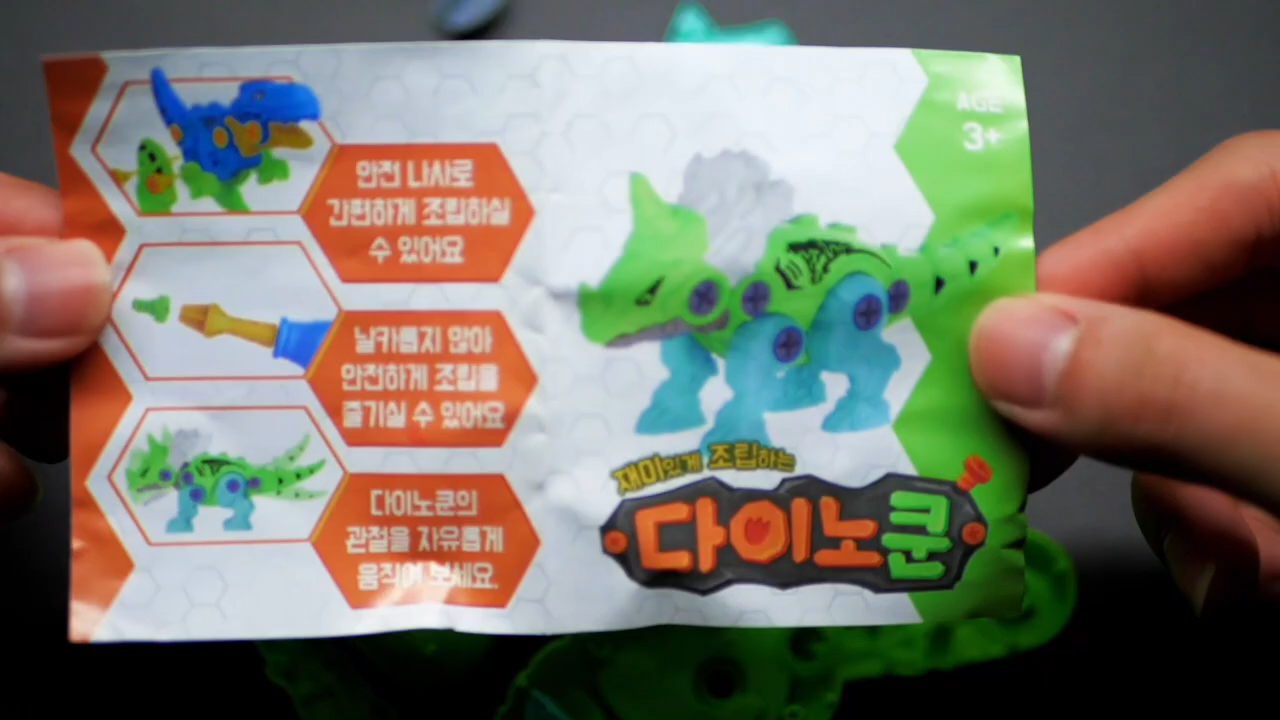 안전 나사로
간편하게 조립하실
수 있어요
날카롭지 않아
안전하게 조립을
즐기실 수 있어요
다이노쿤의
관절을 자유롭게
움직여 보세요.
AGE
3+
재미있게 조립하는
다이노쿤